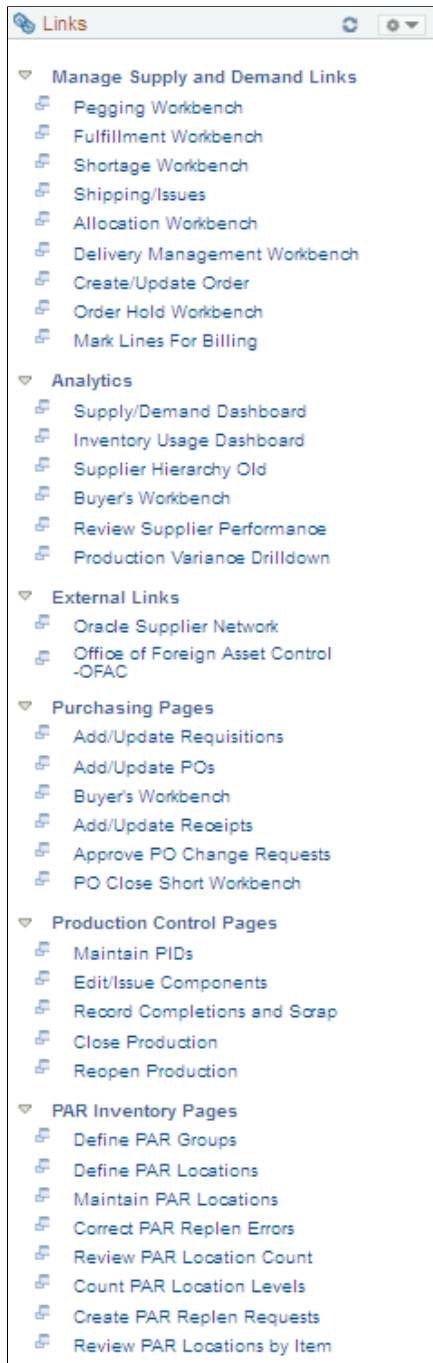 Links
Manage Supply and Demand Links
Pegging Workbench
Fulfillment Workbench
Shortage Workbench
Shipping/Issues
Allocation Workbench
Delivery Management Workbench
Create/Update Order
Order Hold Workbench
Mark Lines For Billing
Analytics
Supply/Demand Dashboard
Inventory Usage Dashboard
Supplier Hierarchy Old
Buyer's Workbench
Review Supplier Performance
Production Variance Drilldown
External Links
Oracle Supplier Network
Office of Foreign Asset Control
-OFAC
Purchasing Pages
Add/Update Requisitions
Add/Update POs
Buyer's Workbench
Add/Update Receipts
Approve PO Change Requests
PO Close Short Workbench
Production Control Pages
Maintain PIDs
Edit/Issue Components
Record Completions and Scrap
Close Production
Reopen Production
PAR Inventory Pages
Define PAR Groups
Define PAR Locations
Maintain PAR Locations
Correct PAR Replen Errors
Review PAR Location Count
Count PAR Location Levels
Create PAR Replen Requests
Review PAR Locations by Item